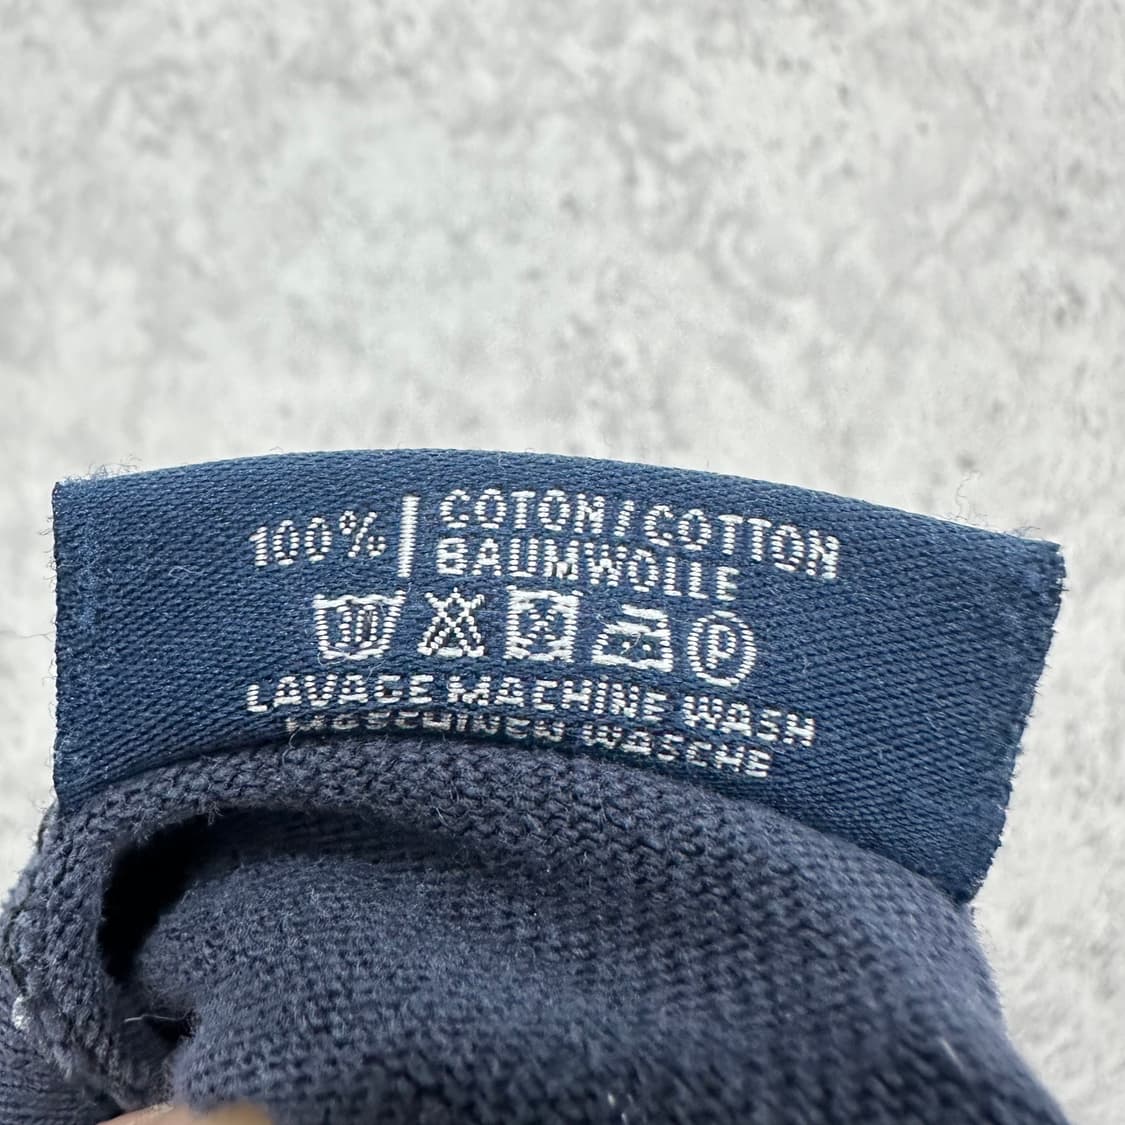 100% COTON/COTTON
BAUMWOLLE
P
LAVAGE MACHINE WASH
MASCHINEN WASCHE